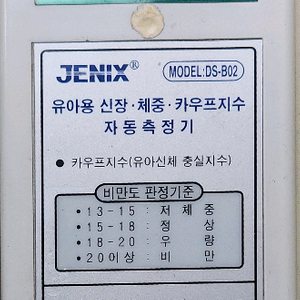 JENIX®
MODEL:DS-B02
유아용 신장·체중·카우프지수
자동측정기
● 카우프지수(유아신체 충실지수)
비만도 판정기준
• 13-15 : 저체중
• 15-18 : 정상
• 18-20 : 우량
• 20이상 : 비만